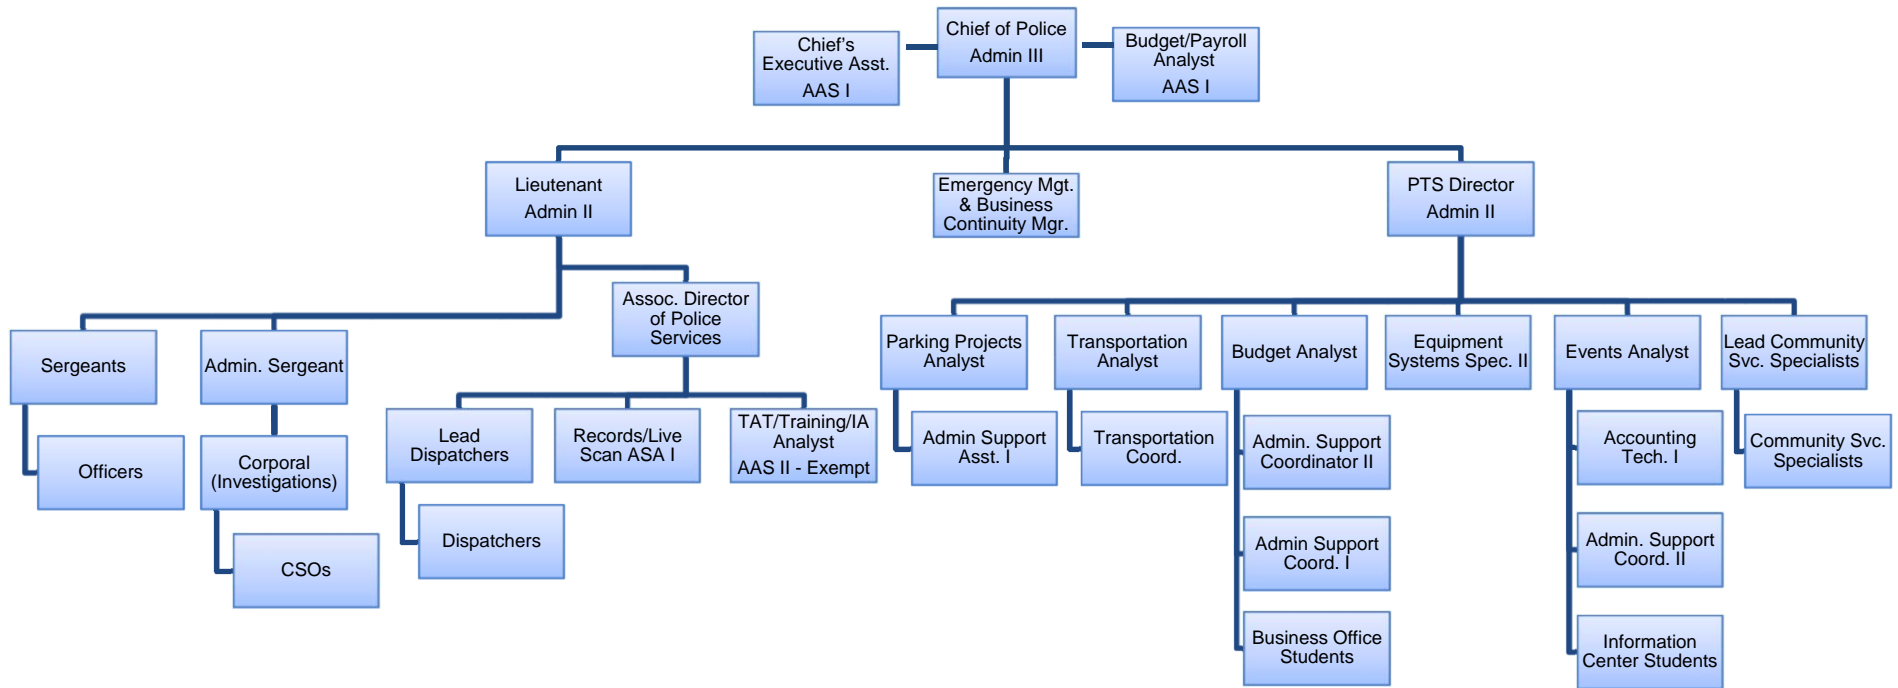 Chief's
Executive Asst.
AAS I
Chief of Police
Admin III
Budget/Payroll
Analyst
AAS I
Lieutenant
Admin II
Emergency Mgt.
& Business
Continuity Mgr.
PTS Director
Admin II
Assoc. Director
of Police
Services
Sergeants
Admin. Sergeant
Parking Projects
Analyst
Transportation
Analyst
Budget Analyst
Equipment
Systems Spec. II
Events Analyst
Lead Community
Svc. Specialists
Officers
Corporal
(Investigations)
CSOs
Lead
Dispatchers
Records/Live
Scan ASA I
TAT/Training/IA
Analyst
AAS II - Exempt
Dispatchers
Admin Support
Asst. I
Transportation
Coord.
Admin. Support
Coordinator II
Admin Support
Coord. I
Business Office
Students
Accounting
Tech. I
Admin. Support
Coord. II
Information
Center Students
Community Svc.
Specialists